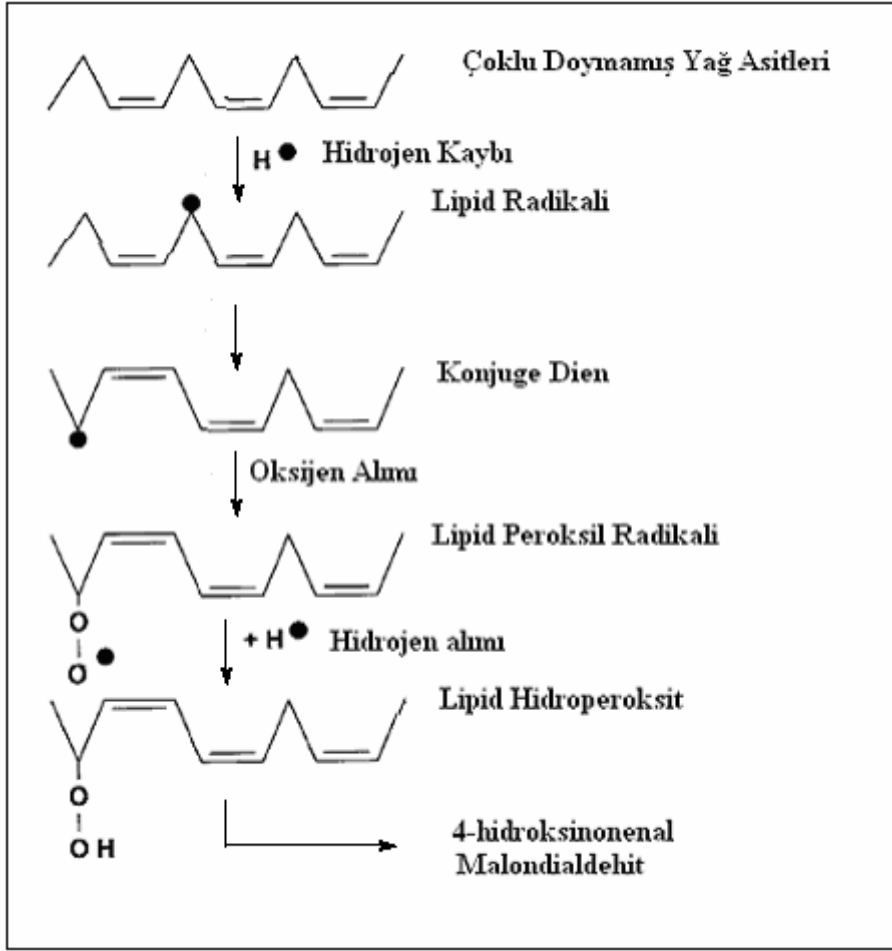 Çoklu Doymamış Yağ Asitleri
H● Hidrojen Kaybı
Lipid Radikali
Konjuge Dien
Oksijen Alımı
Lipid Peroksil Radikali
O
O●
+ H● Hidrojen alımı
Lipid Hidroperoksit
O
OH
4-hidroksinonenal
Malondialdehit